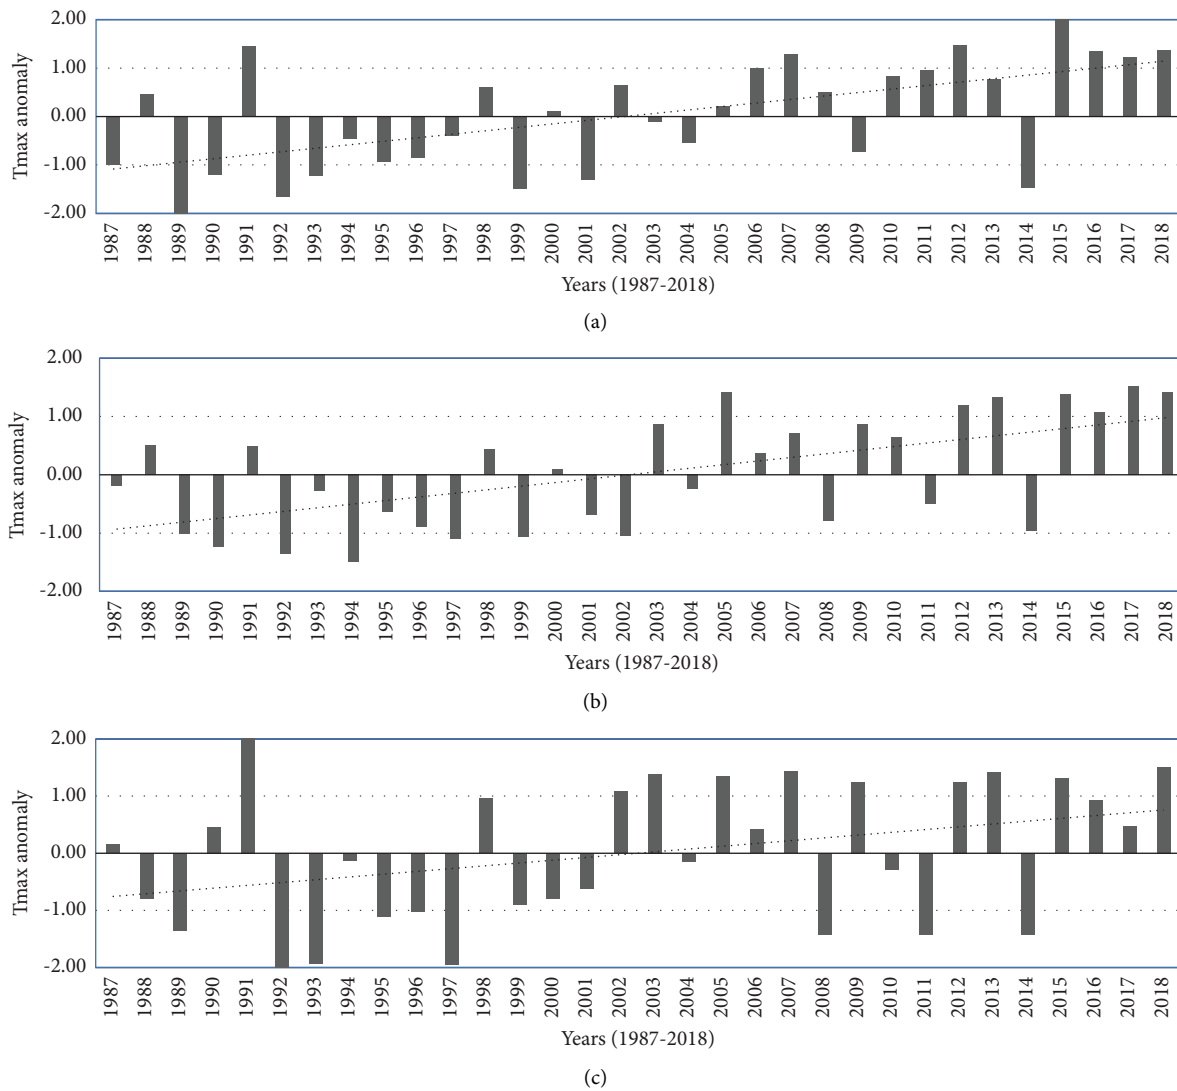 2.00
1.00
0.00
-1.00
-2.00
Tmax anomaly
1987 1988 1989 1990 1991 1992 1993 1994 1995 1996 1997 1998 1999 2000 2001 2002 2003 2004 2005 2006 2007 2008 2009 2010 2011 2012 2013 2014 2015 2016 2017 2018
Years (1987-2018)
(a)
2.00
1.00
0.00
-1.00
-2.00
Tmax anomaly
1987 1988 1989 1990 1991 1992 1993 1994 1995 1996 1997 1998 1999 2000 2001 2002 2003 2004 2005 2006 2007 2008 2009 2010 2011 2012 2013 2014 2015 2016 2017 2018
Years (1987-2018)
(b)
2.00
1.00
0.00
-1.00
-2.00
Tmax anomaly
1987 1988 1989 1990 1991 1992 1993 1994 1995 1996 1997 1998 1999 2000 2001 2002 2003 2004 2005 2006 2007 2008 2009 2010 2011 2012 2013 2014 2015 2016 2017 2018
Years (1987-2018)
(c)